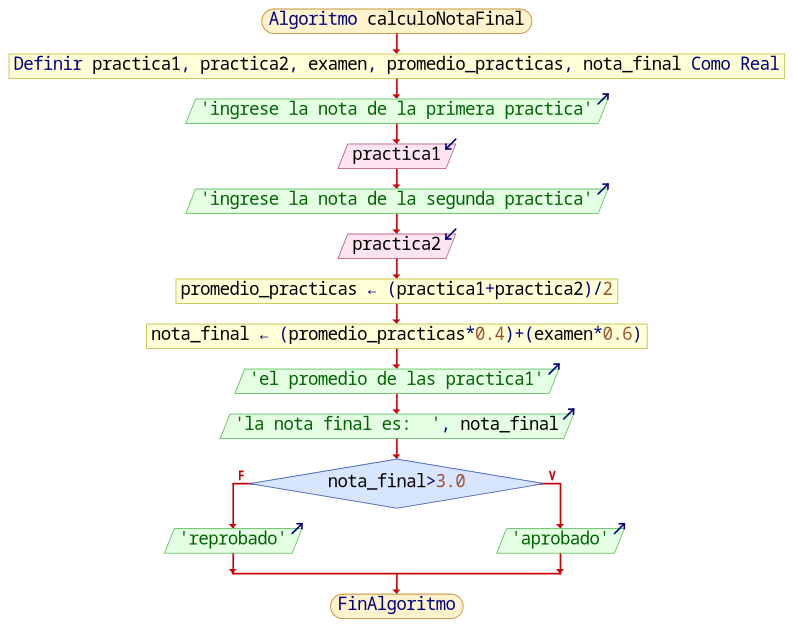 Algoritmo calculoNotaFinal
Definir practica1, practica2, examen, promedio_practicas, nota_final Como Real
'ingrese la nota de la primera practica'
practica1
'ingrese la nota de la segunda practica'
practica2
promedio_practicas ← (practica1+practica2)/2
nota_final ← (promedio_practicas*0.4)+(examen*0.6)
'el promedio de las practica1'
'la nota final es:  ', nota_final
F
V
nota_final>3.0
'reprobado'
'aprobado'
FinAlgoritmo